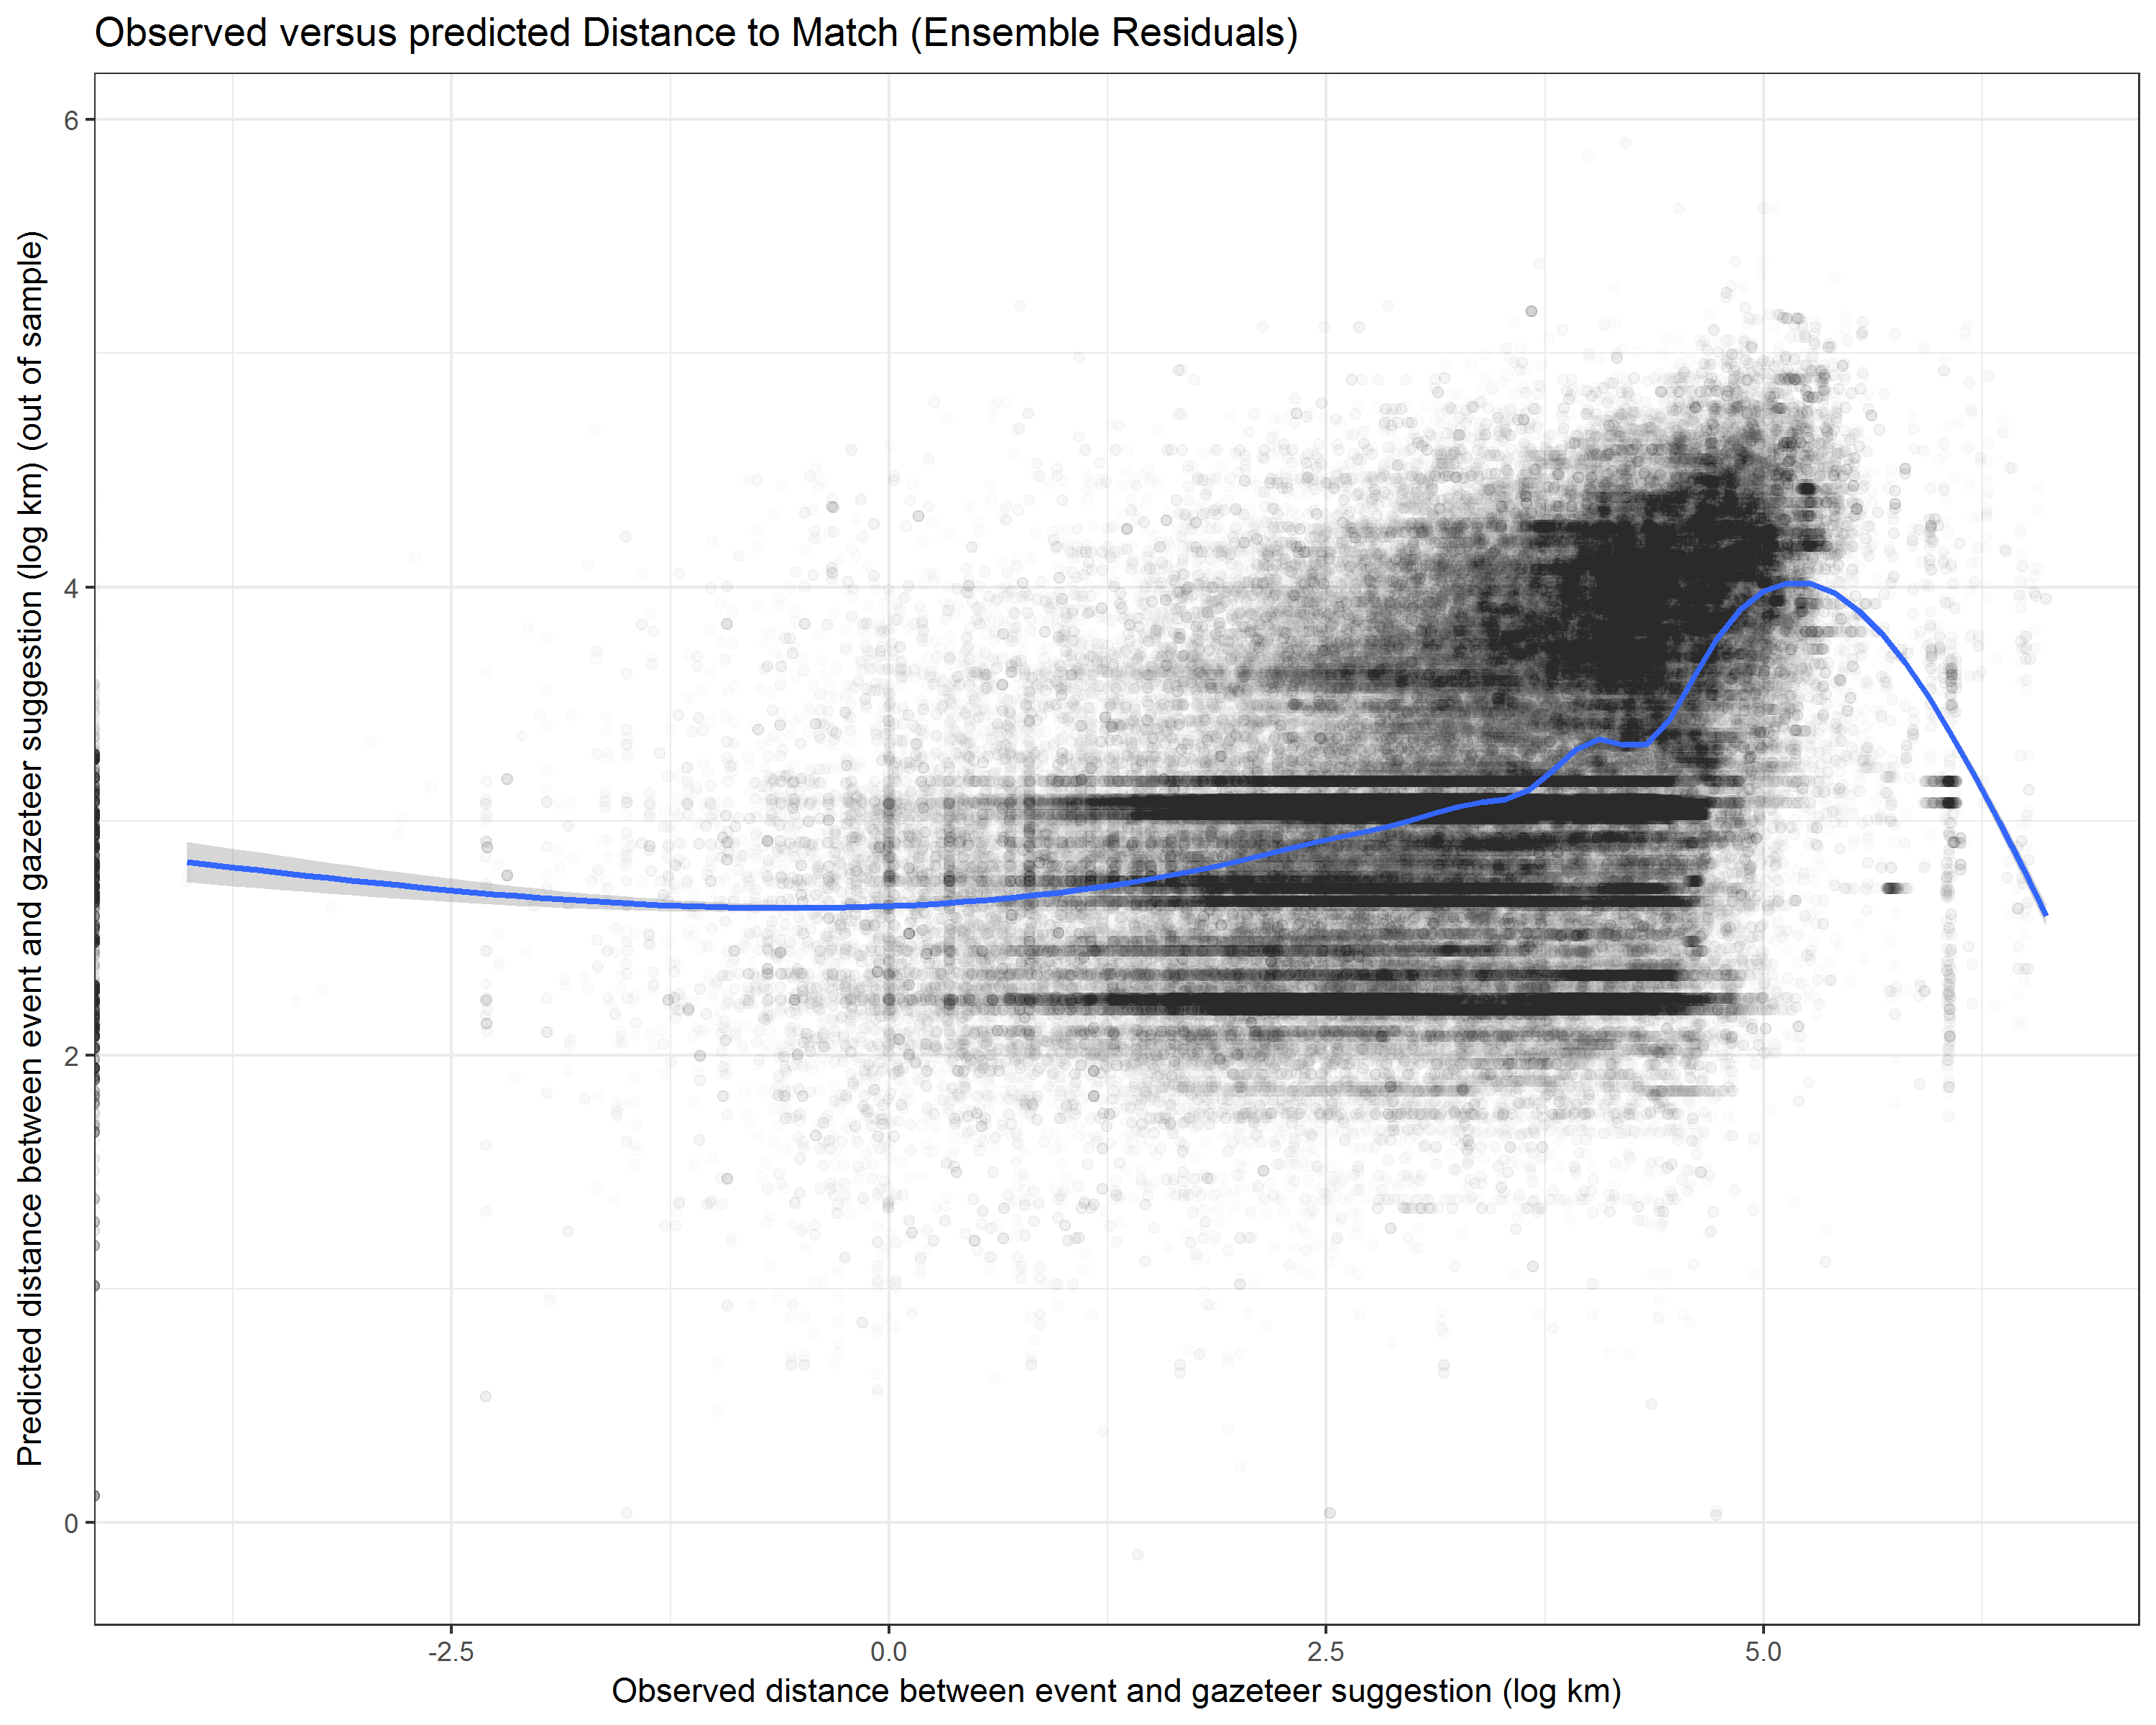 Observed versus predicted Distance to Match (Ensemble Residuals)
Predicted distance between event and gazeteer suggestion (log km) (out of sample)
6
4
2
0
-2.5
0.0
2.5
5.0
Observed distance between event and gazeteer suggestion (log km)